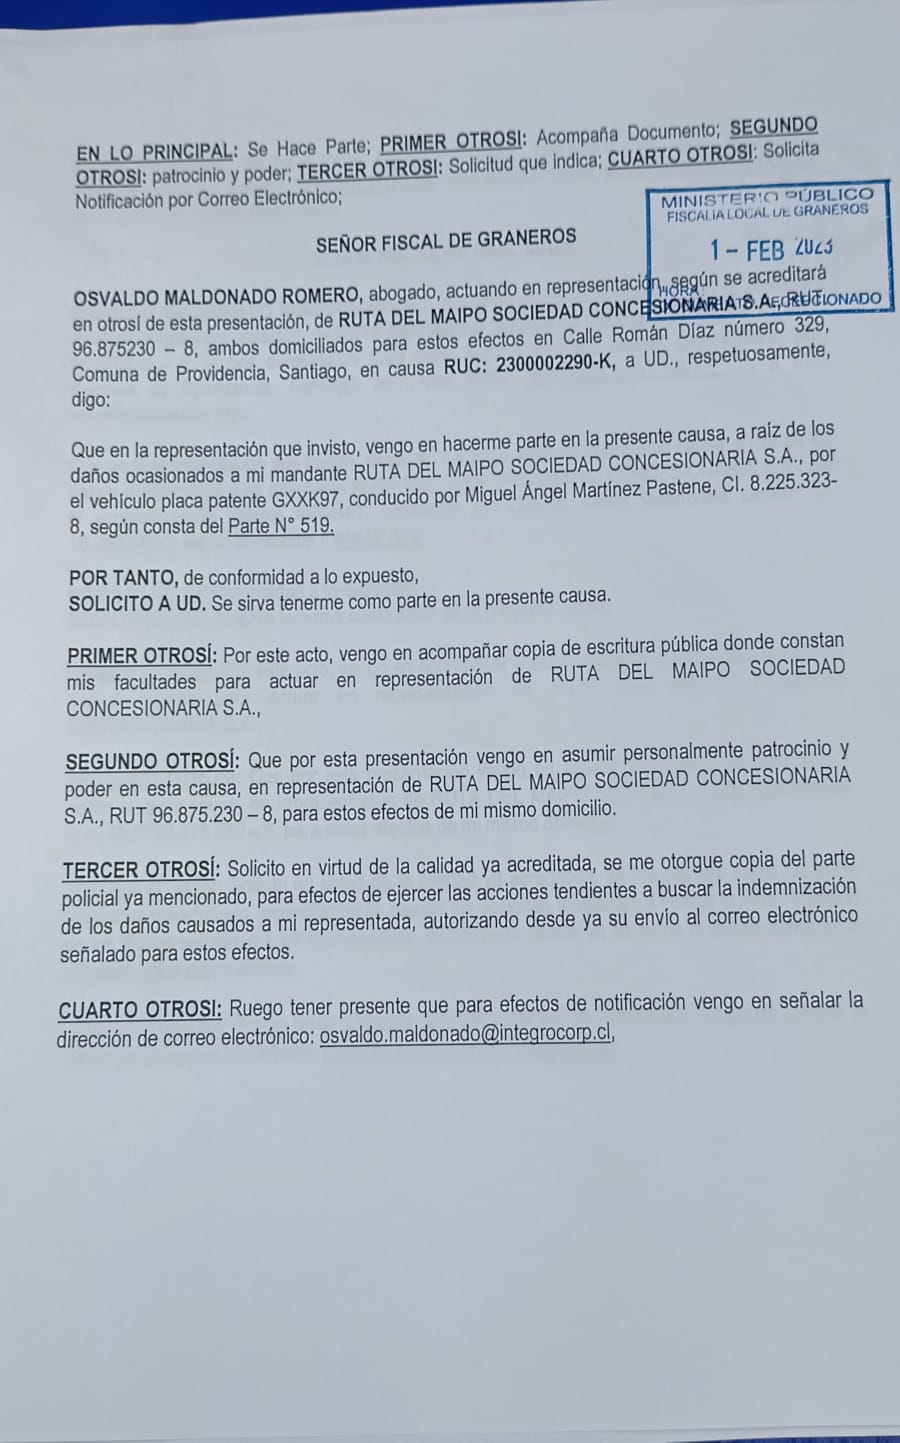 EN LO PRINCIPAL: Se Hace Parte; PRIMER OTROSI: Acompaña Documento; SEGUNDO
OTROSI: patrocinio y poder; TERCER OTROSI: Solicitud que indica; CUARTO OTROSI: Solicita
Notificación por Correo Electrónico;
MINISTERIO PÚBLICO
FISCALIA LOCAL DE GRANEROS
1 - FEB 2023
HORA
SEÑOR FISCAL DE GRANEROS
OSVALDO MALDONADO ROMERO, abogado, actuando en representación, según se acreditará
en otrosí de esta presentación, de RUTA DEL MAIPO SOCIEDAD CONCESIONARIA S.A., RUT
96.875230 – 8, ambos domiciliados para estos efectos en Calle Román Díaz número 329,
Comuna de Providencia, Santiago, en causa RUC: 2300002290-K, a UD., respetuosamente,
digo:
Que en la representación que invisto, vengo en hacerme parte en la presente causa, a raíz de los
daños ocasionados a mi mandante RUTA DEL MAIPO SOCIEDAD CONCESIONARIA S.A., por
el vehículo placa patente GXXK97, conducido por Miguel Ángel Martínez Pastene, CI. 8.225.323-
8, según consta del Parte N° 519.
POR TANTO, de conformidad a lo expuesto,
SOLICITO A UD. Se sirva tenerme como parte en la presente causa.
PRIMER OTROSÍ: Por este acto, vengo en acompañar copia de escritura pública donde constan
mis facultades para actuar en representación de RUTA DEL MAIPO SOCIEDAD
CONCESIONARIA S.A.,
SEGUNDO OTROSÍ: Que por esta presentación vengo en asumir personalmente patrocinio y
poder en esta causa, en representación de RUTA DEL MAIPO SOCIEDAD CONCESIONARIA
S.A., RUT 96.875.230 – 8, para estos efectos de mi mismo domicilio.
TERCER OTROSÍ: Solicito en virtud de la calidad ya acreditada, se me otorgue copia del parte
policial ya mencionado, para efectos de ejercer las acciones tendientes a buscar la indemnización
de los daños causados a mi representada, autorizando desde ya su envío al correo electrónico
señalado para estos efectos.
CUARTO OTROSI: Ruego tener presente que para efectos de notificación vengo en señalar la
dirección de correo electrónico: osvaldo.maldonado@integrocorp.cl,